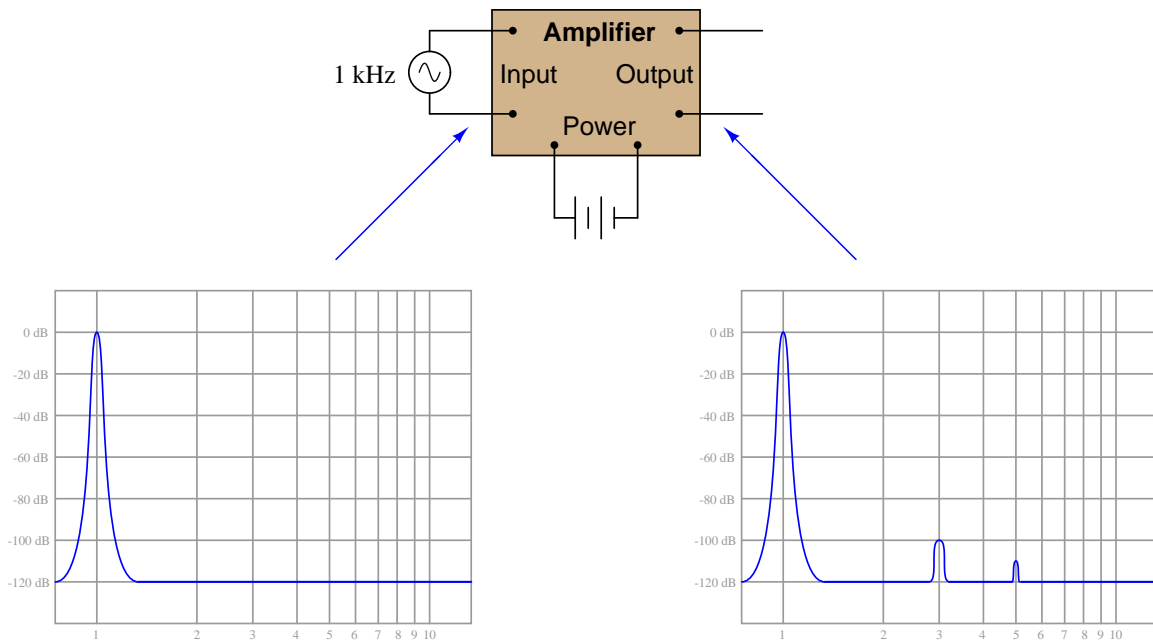 Amplifier
1 kHz
Input
Output
Power
0 dB
-20 dB
-40 dB
-60 dB
-80 dB
-100 dB
-120 dB
1 2 3 4 5 6 7 8 9 10
0 dB
-20 dB
-40 dB
-60 dB
-80 dB
-100 dB
-120 dB
1 2 3 4 5 6 7 8 9 10